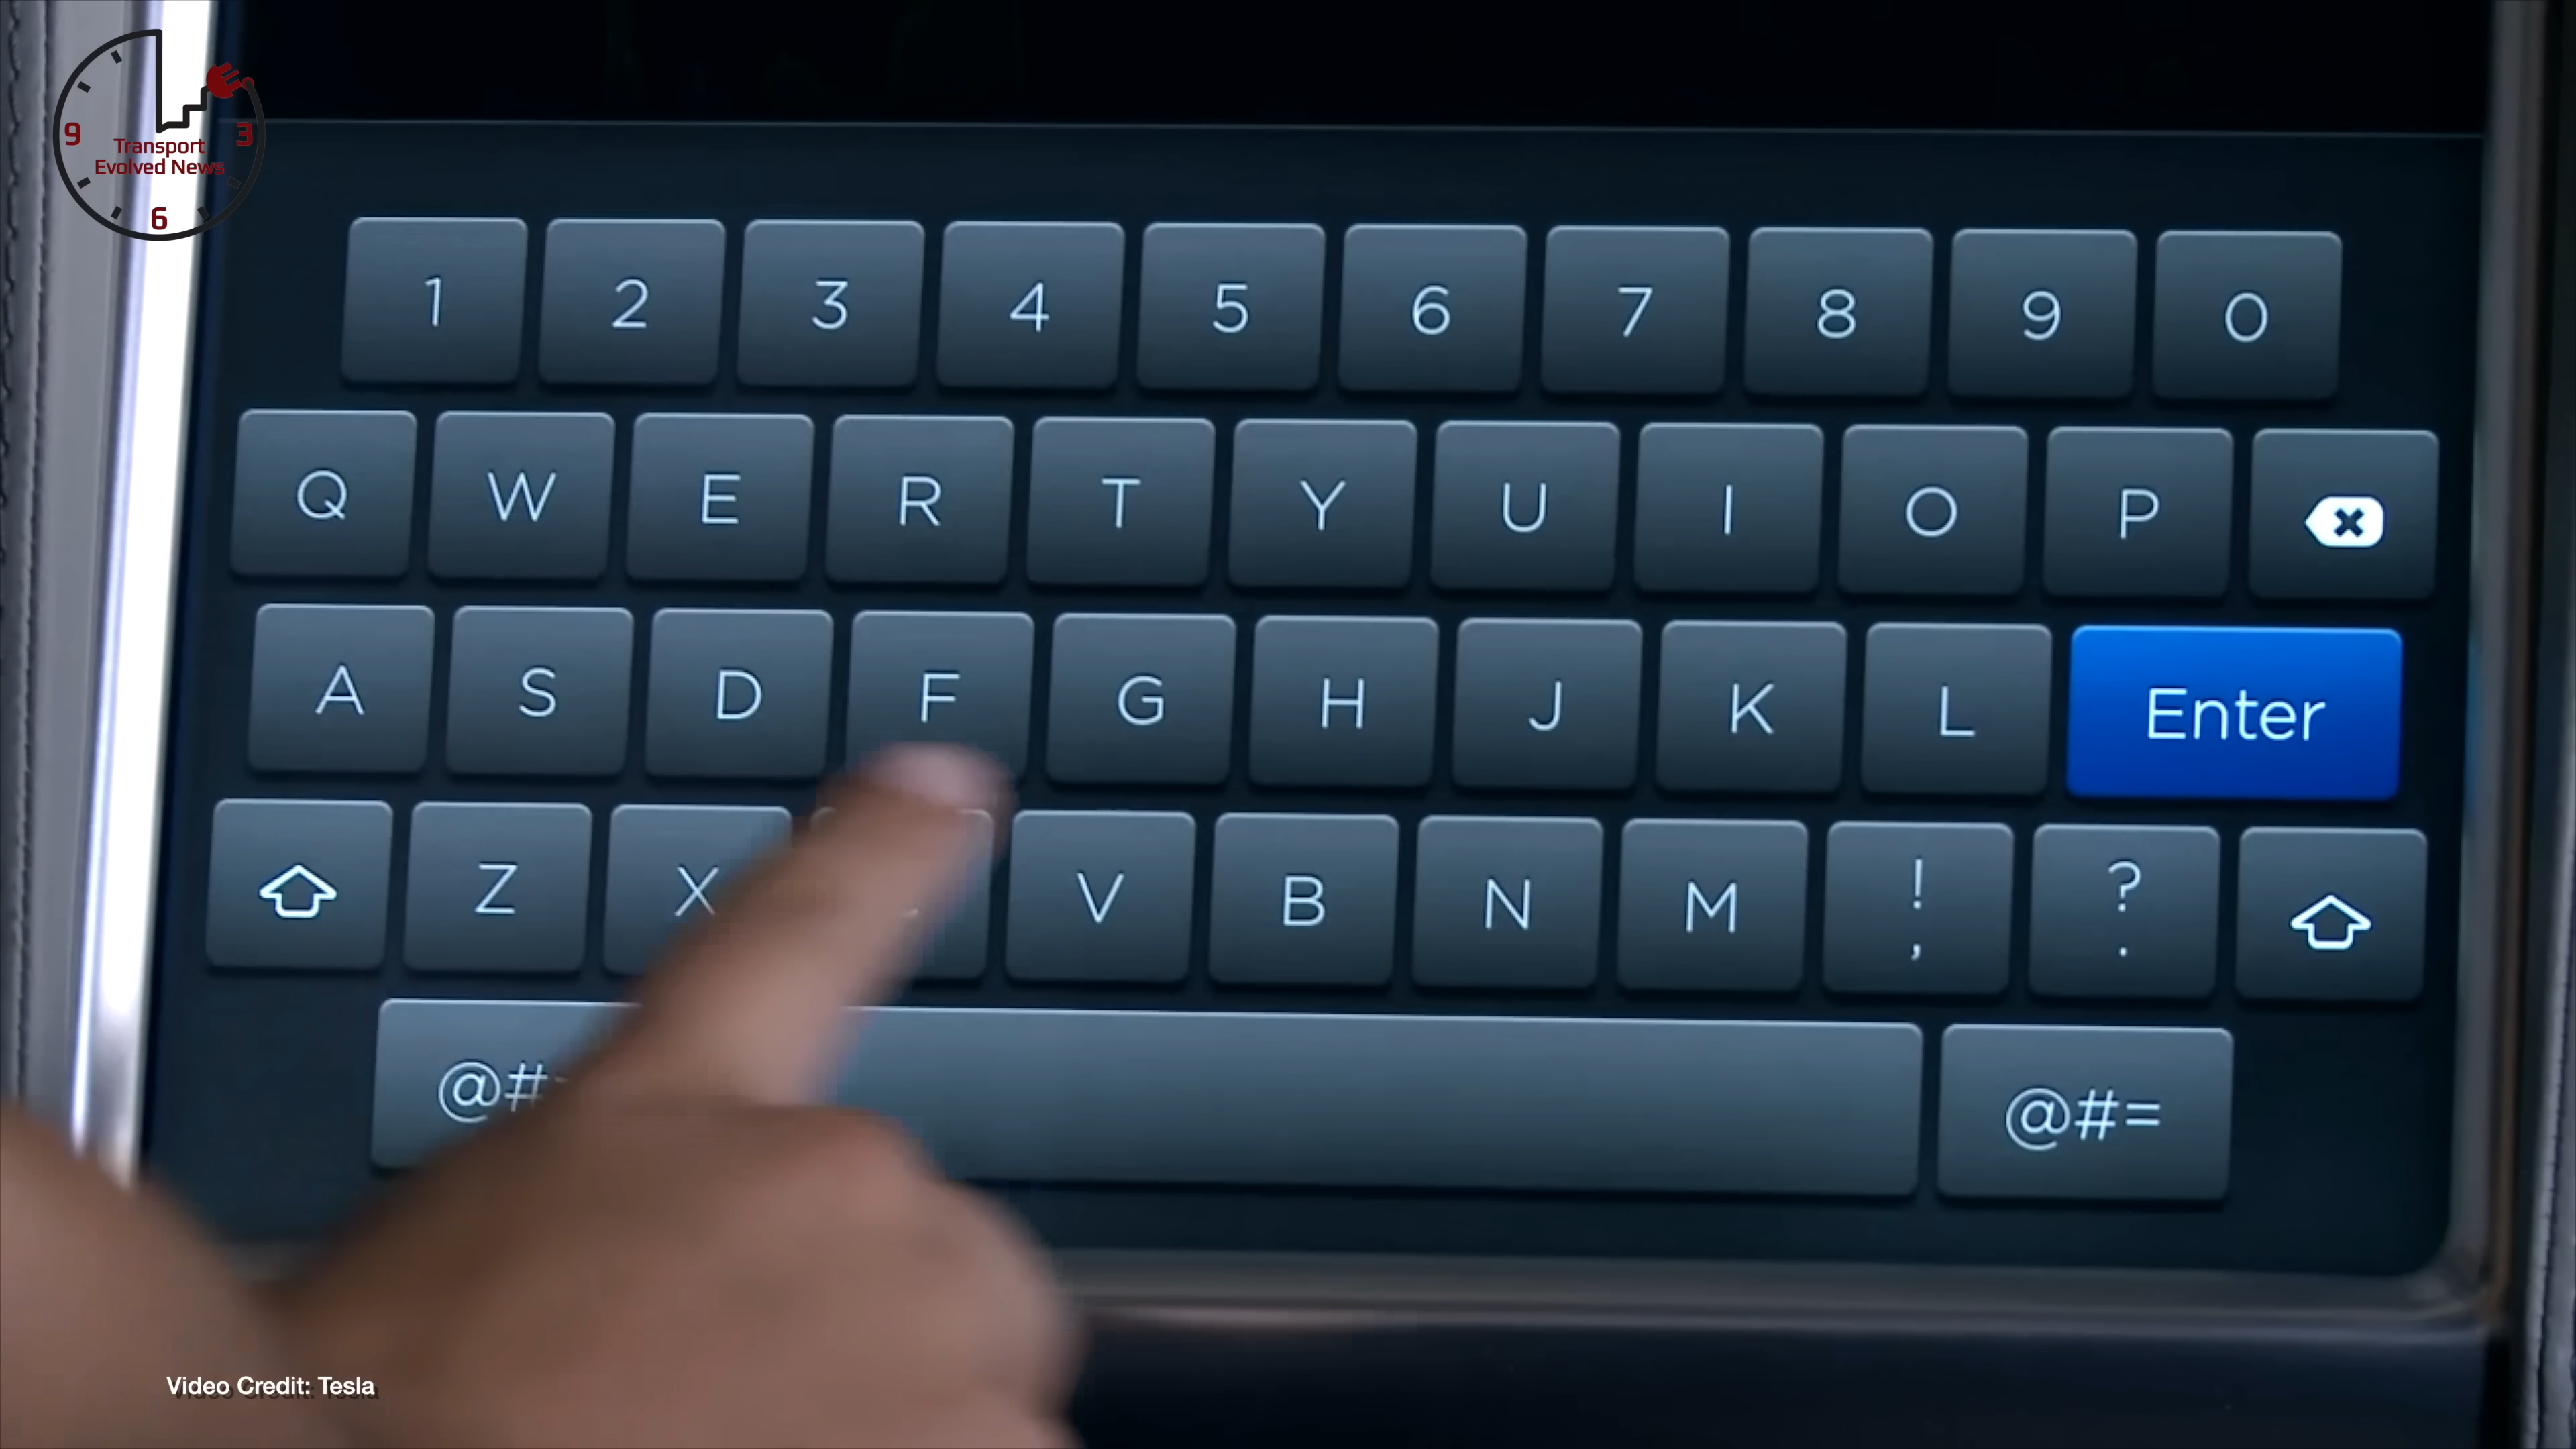 9
3
Transport
Evolved News
6
1 2 3 4 5 6 7 8 9 0
Q W E R T Y U I O P
A S D F G H J K L Enter
Z X V B N M ! , ? .
@# @#=
Video Credit: Tesla